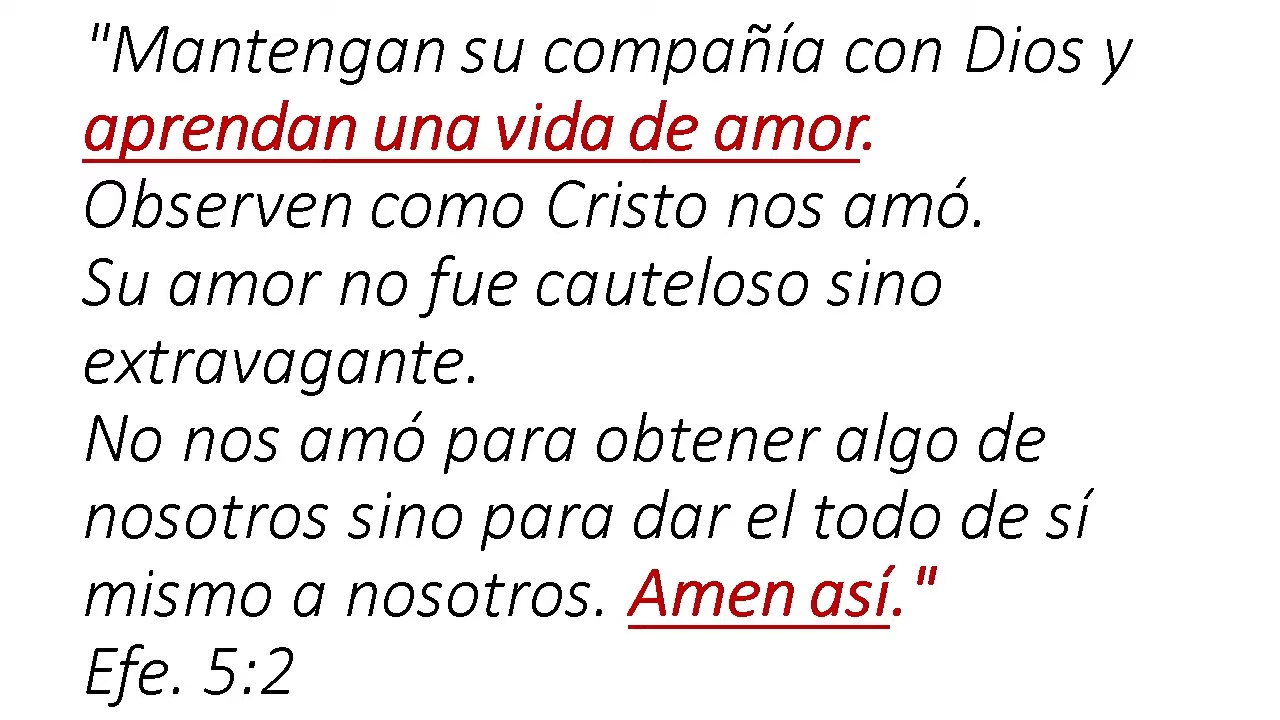 "Mantengan su compañía con Dios y
aprendan una vida de amor.
Observen como Cristo nos amó.
Su amor no fue cauteloso sino
extravagante.
No nos amó para obtener algo de
nosotros sino para dar el todo de sí
mismo a nosotros. Amen así."
Efe. 5:2